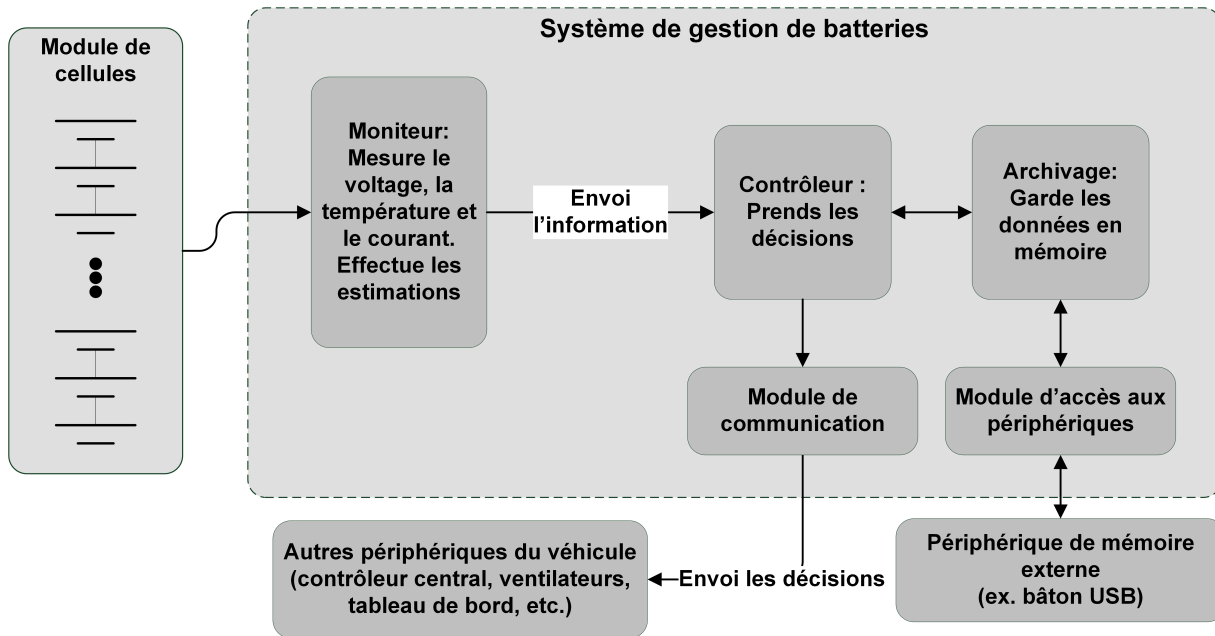 Système de gestion de batteries
Module de
cellules
Moniteur:
Mesure le
voltage, la
température et
le courant.
Effectue les
estimations
Envoi
l’information
Contrôleur :
Prends les
décisions
Archivage:
Garde les
données en
mémoire
Module de
communication
Module d’accès aux
périphériques
Autres périphériques du véhicule
(contrôleur central, ventilateurs,
tableau de bord, etc.)
Envoi les décisions
Périphérique de mémoire
externe
(ex. bâton USB)